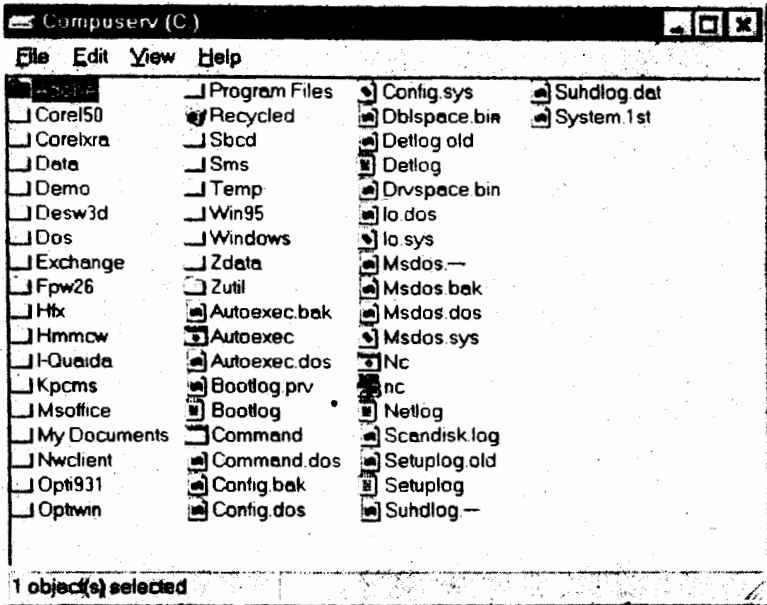 Compuserv (C:)
File Edit View Help
Corel50
Corelxra
Data
Demo
Desw3d
Dos
Exchange
Fpw26
Hfx
Hmmcw
I-Quaida
Kpcms
Msoffice
My Documents
Nwclient
Opti931
Optiwin
Program Files
Recycled
Sbcd
Sms
Temp
Win95
Windows
Zdata
Zutil
Autoexec.bak
Autoexec
Autoexec.dos
Bootlog.prv
Bootlog
Command
Command.dos
Config.bak
Config.dos
Config.sys
Dblspace.bin
Detlog.old
Detlog
Drvspace.bin
Io.dos
Io.sys
Msdos.---
Msdos.bak
Msdos.dos
Msdos.sys
Nc
nc
Netlog
Scandisk.log
Setuplog.old
Setuplog
Suhdlog.---
Suhdlog.dat
System.1st
1 object(s) selected